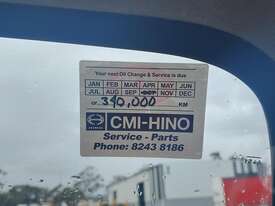 Your next Oil Change & Service is due
JAN FEB MAR APR MAY JUN
JUL AUG SEP OCT NOV DEC
or 340,000 KM
CMI-HINO
Service - Parts
Phone: 8243 8186